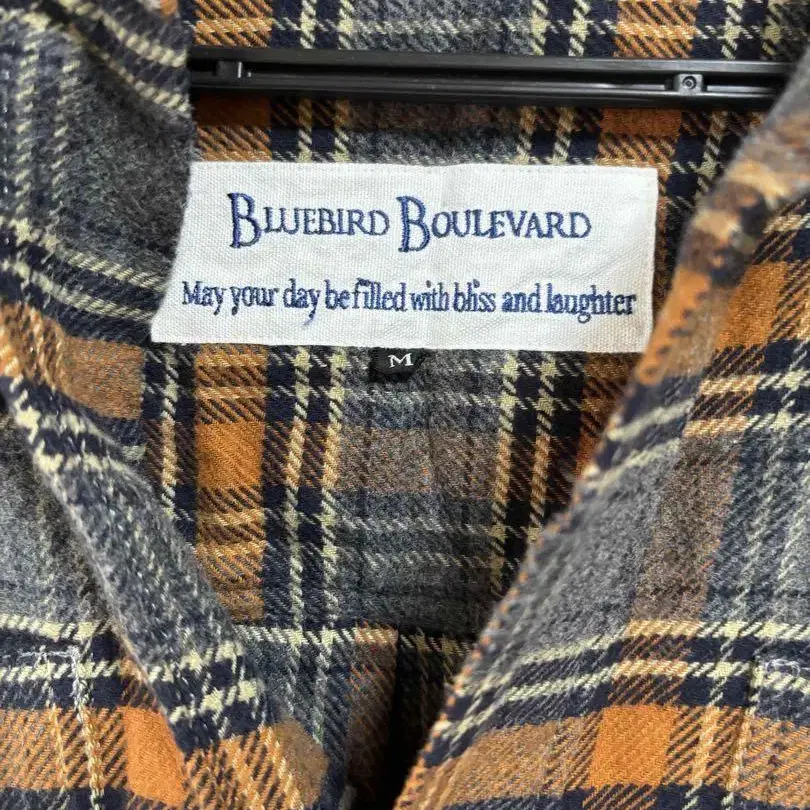 BLUEBIRD BOULEVARD
May your day be filled with bliss and laughter
M